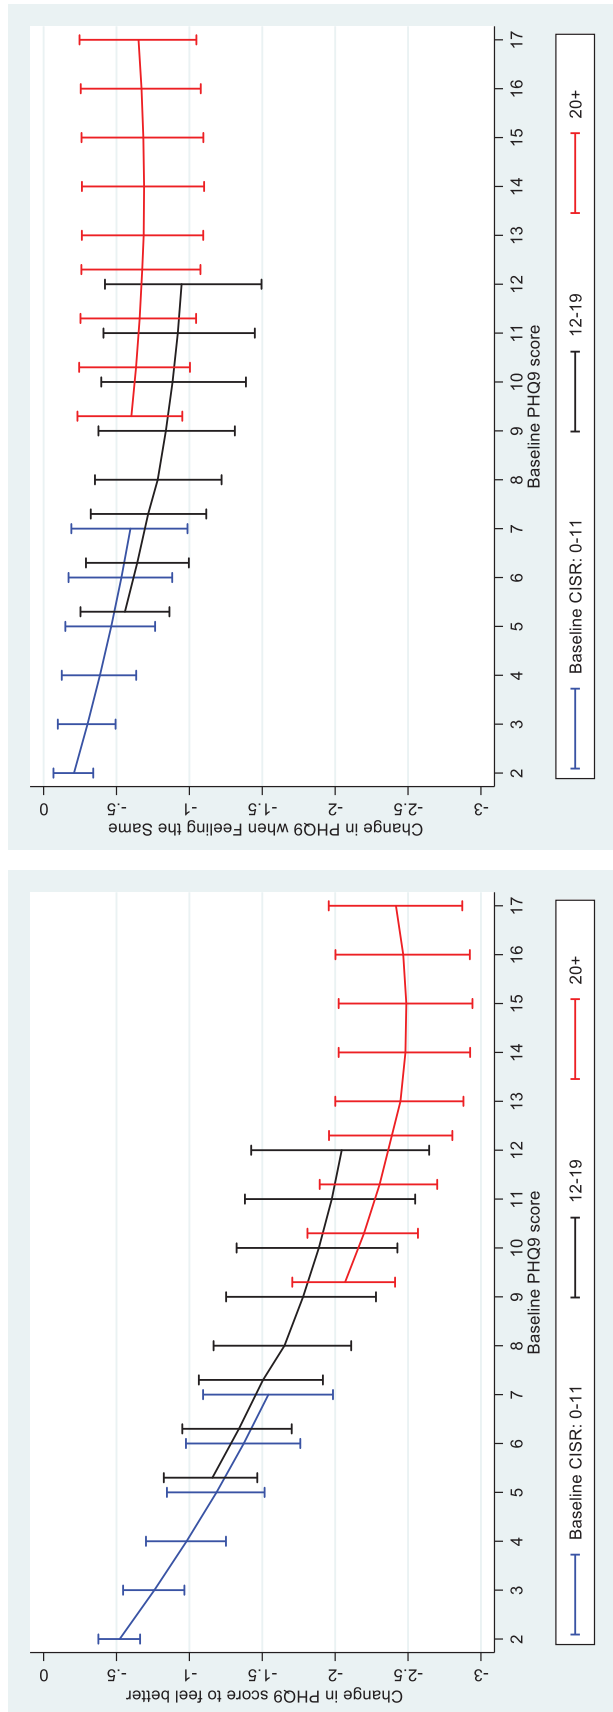 Change in PHQ9 score to feel better
0
-.5
-1
-1.5
-2
-2.5
-3
2 3 4 5 6 7 8 9 10 11 12 13 14 15 16 17
Baseline PHQ9 score
Baseline CISR: 0-11 12-19 20+
Change in PHQ9 when Feeling the Same
0
-.5
-1
-1.5
-2
-2.5
-3
2 3 4 5 6 7 8 9 10 11 12 13 14 15 16 17
Baseline PHQ9 score
Baseline CISR: 0-11 12-19 20+